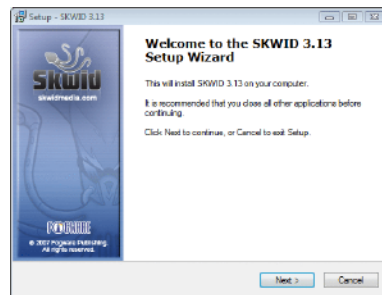 Setup - SKWID 3.13
Welcome to the SKWID 3.13
Setup Wizard
This will install SKWID 3.13 on your computer.
It is recommended that you close all other applications before
continuing.
Click Next to continue, or Cancel to exit Setup.
SKWID
skwidmedia.com
POGWARE
© 2007 Pogware Publishing.
All rights reserved.
Next >
Cancel